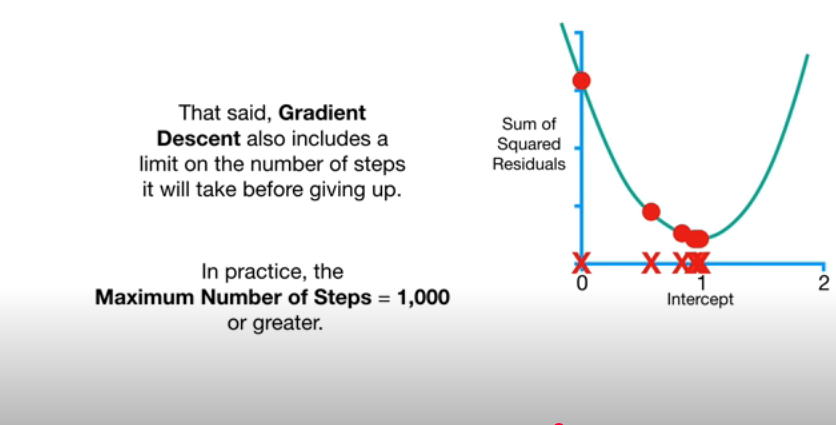 That said, Gradient
Descent also includes a
limit on the number of steps
it will take before giving up.
In practice, the
Maximum Number of Steps = 1,000
or greater.
Sum of
Squared
Residuals
X X X X X
0 1 2
Intercept